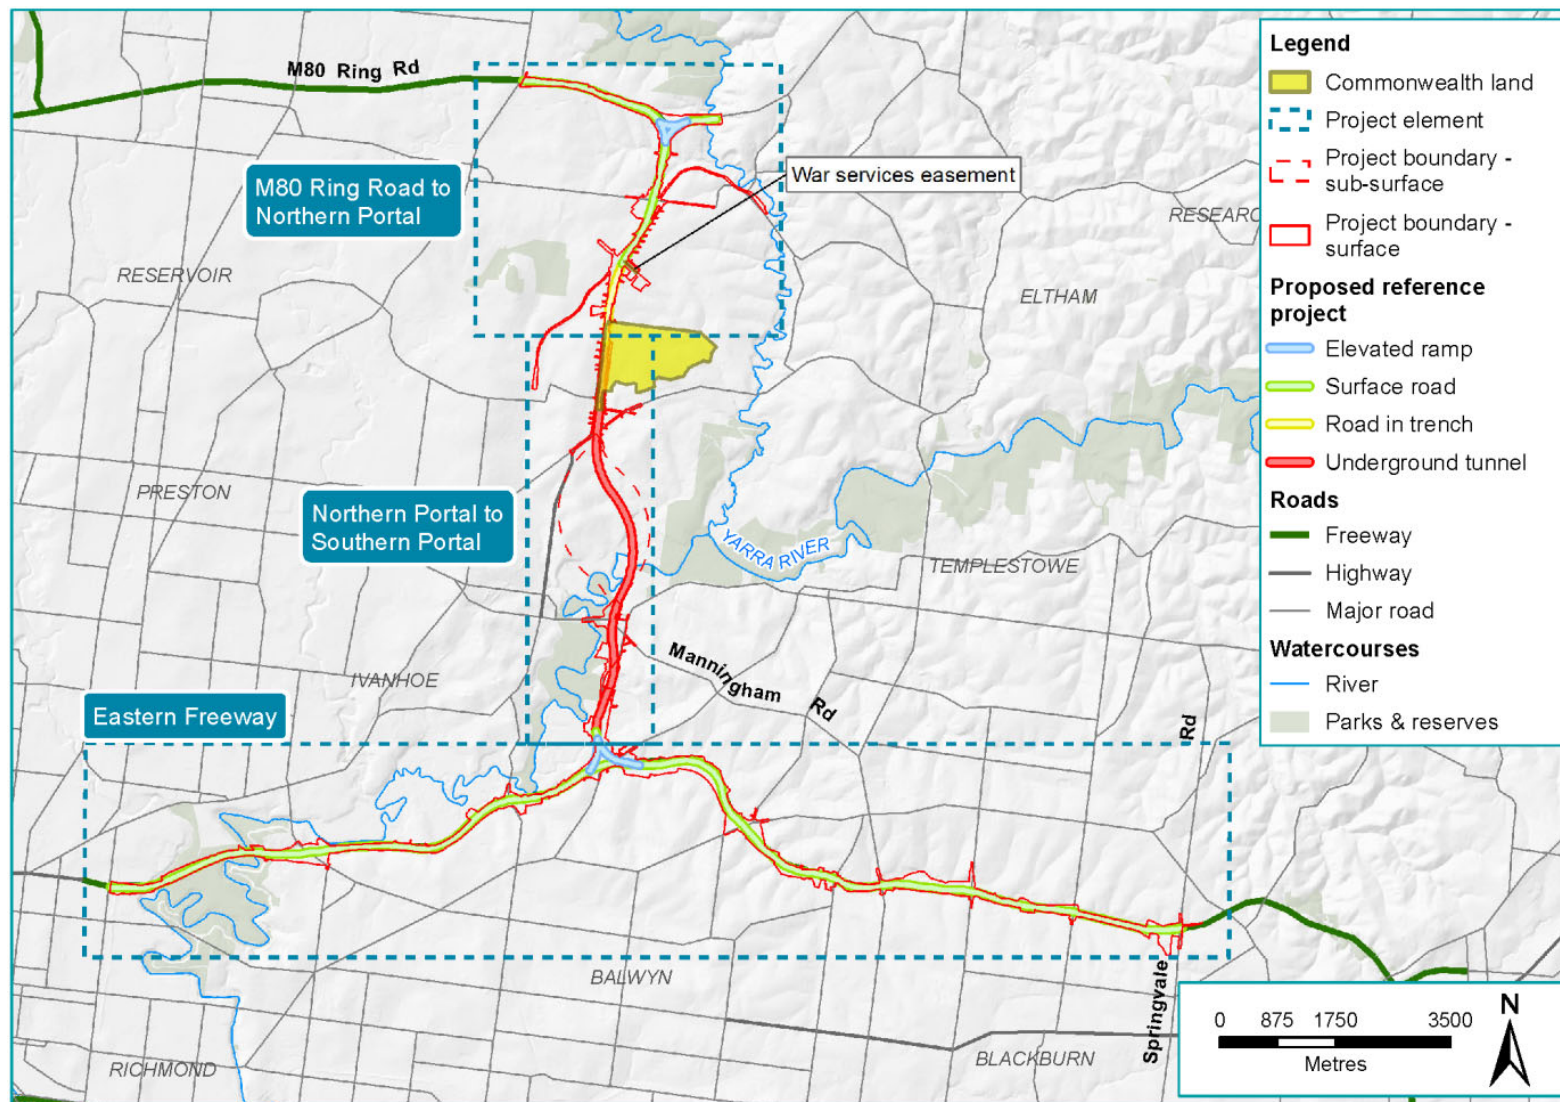 M80 Ring Rd
M80 Ring Road to
Northern Portal
War services easement
RESERVOIR
RESEARC
ELTHAM
PRESTON
Northern Portal to
Southern Portal
YARRA RIVER
TEMPLESTOWE
IVANHOE
Manningham Rd
Eastern Freeway
Rd
BALWYN
Springvale
BLACKBURN
RICHMOND
Legend
Commonwealth land
Project element
Project boundary -
sub-surface
Project boundary -
surface
Proposed reference
project
Elevated ramp
Surface road
Road in trench
Underground tunnel
Roads
Freeway
Highway
Major road
Watercourses
River
Parks & reserves
0 875 1750 3500
Metres
N